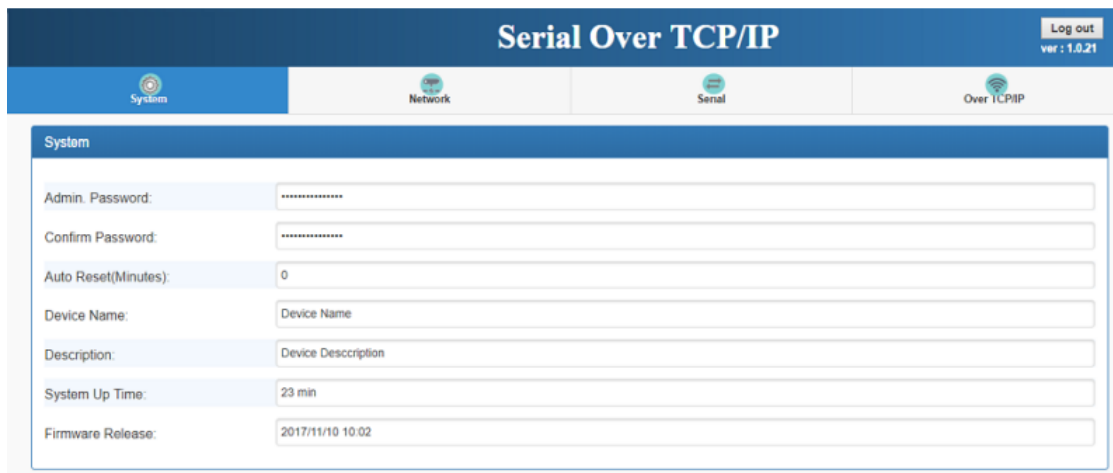 Serial Over TCP/IP
Log out
ver : 1.0.21
System
Network
Serial
Over TCP/IP
System
Admin. Password: •••••••••••••••
Confirm Password: •••••••••••••••
Auto Reset(Minutes): 0
Device Name: Device Name
Description: Device Desccription
System Up Time: 23 min
Firmware Release: 2017/11/10 10:02